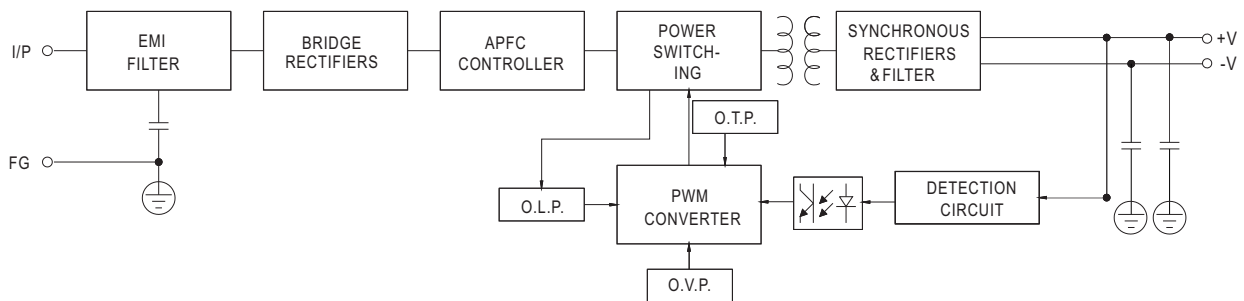 I/P
EMI
FILTER
BRIDGE
RECTIFIERS
APFC
CONTROLLER
POWER
SWITCH-
ING
SYNCHRONOUS
RECTIFIERS
& FILTER
+V
-V
FG
O.T.P.
O.L.P.
PWM
CONVERTER
DETECTION
CIRCUIT
O.V.P.